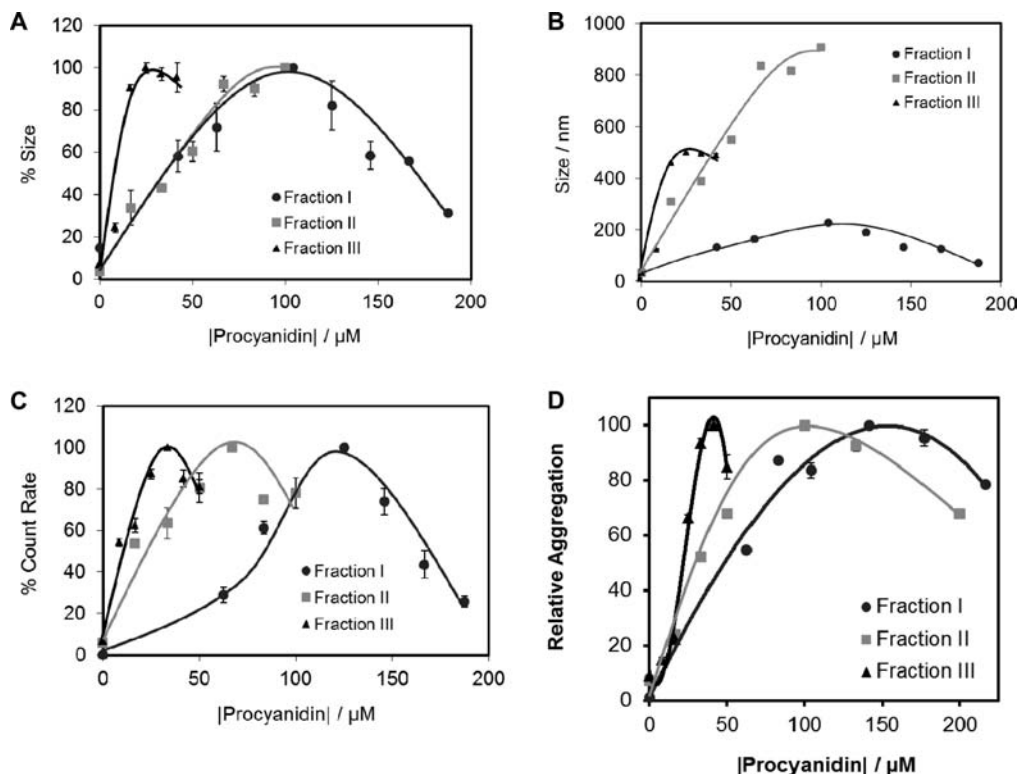 A
120
100
80
60
40
20
0
% Size
Fraction I
Fraction II
Fraction III
0 50 100 150 200
|Procyanidin| / µM
B
1000
800
600
400
200
0
Size / nm
Fraction I
Fraction II
Fraction III
0 50 100 150 200
|Procyanidin| / µM
C
120
100
80
60
40
20
0
% Count Rate
Fraction I
Fraction II
Fraction III
0 50 100 150 200
|Procyanidin| / µM
D
100
80
60
40
20
0
Relative Aggregation
Fraction I
Fraction II
Fraction III
0 50 100 150 200
|Procyanidin| / µM